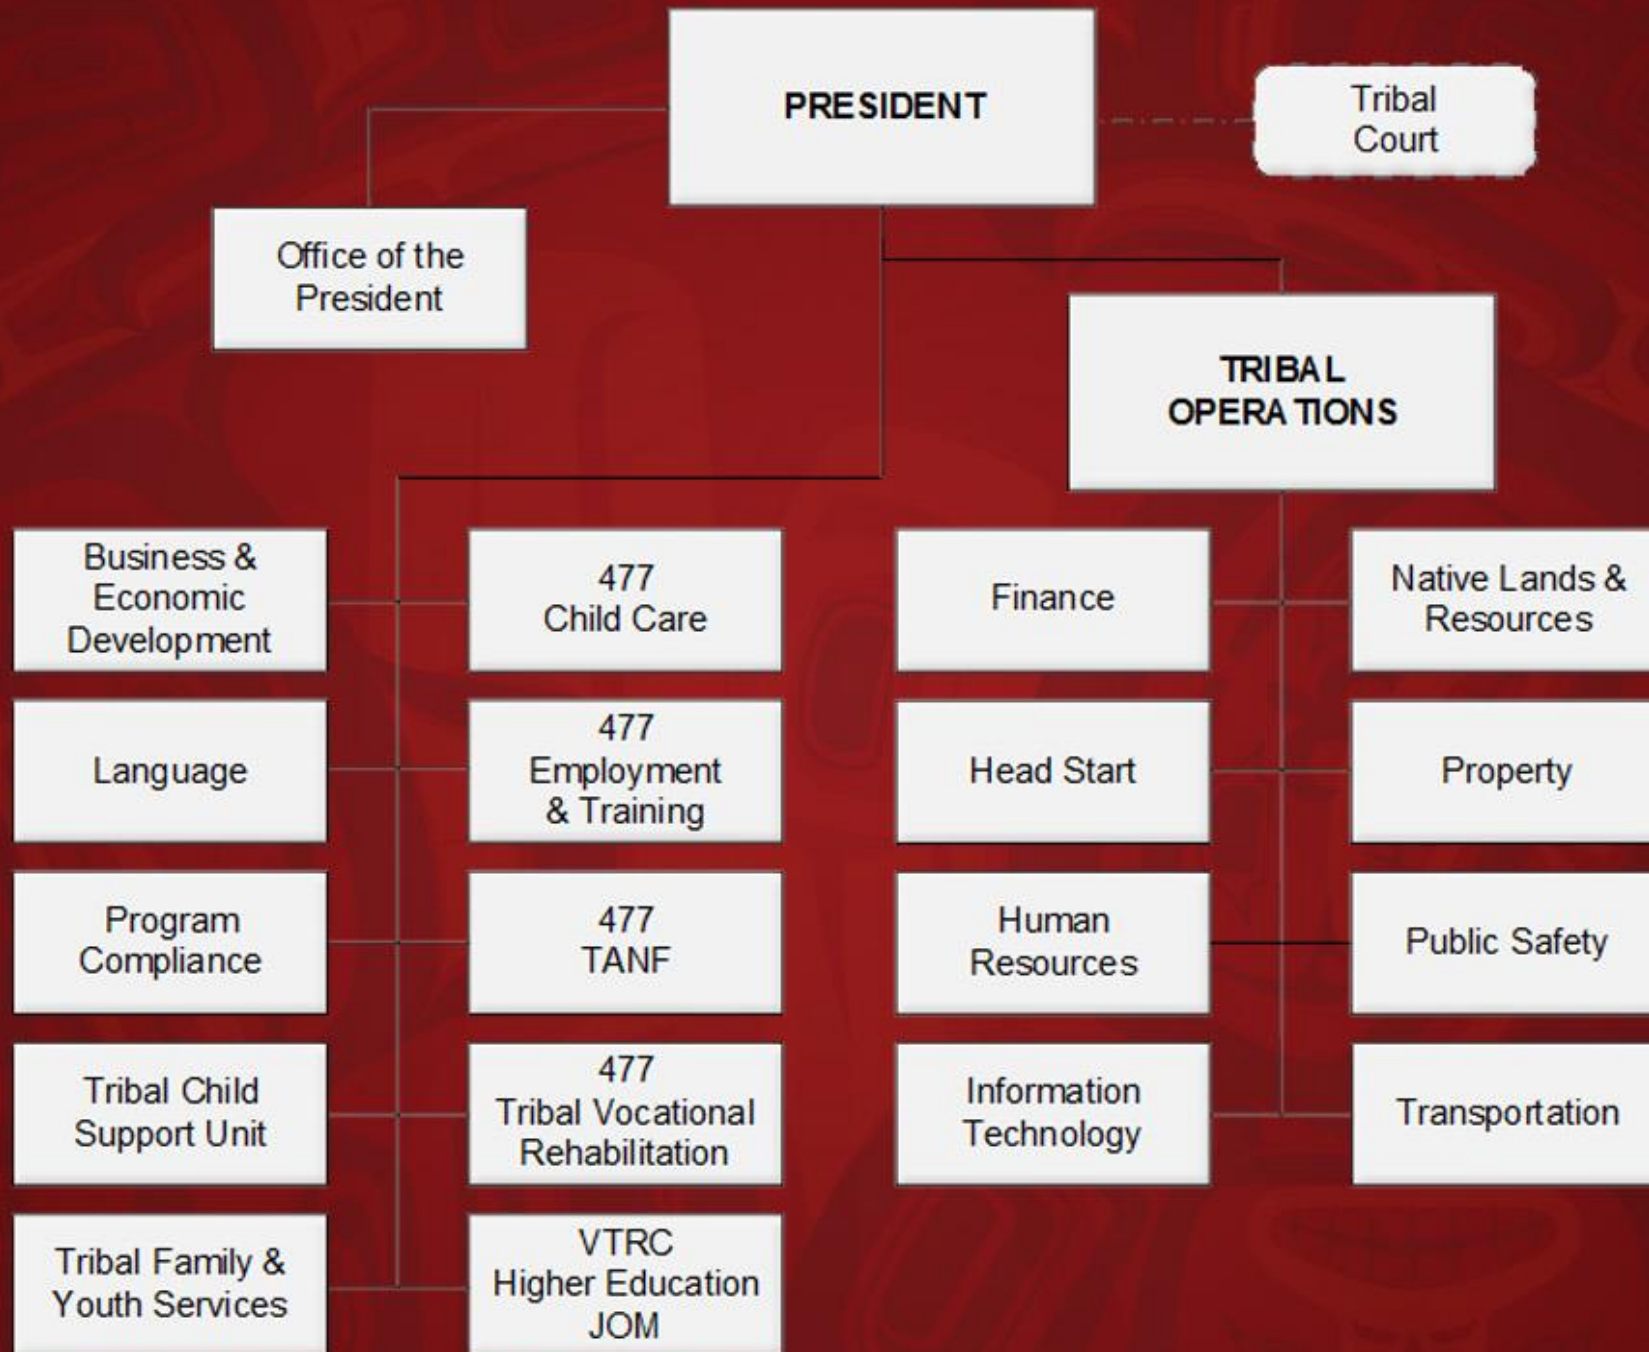 PRESIDENT
Tribal
Court
Office of the
President
TRIBAL
OPERATIONS
Business &
Economic
Development
477
Child Care
Finance
Native Lands &
Resources
Language
477
Employment
& Training
Head Start
Property
Program
Compliance
477
TANF
Human
Resources
Public Safety
Tribal Child
Support Unit
477
Tribal Vocational
Rehabilitation
Information
Technology
Transportation
Tribal Family &
Youth Services
VTRC
Higher Education
JOM